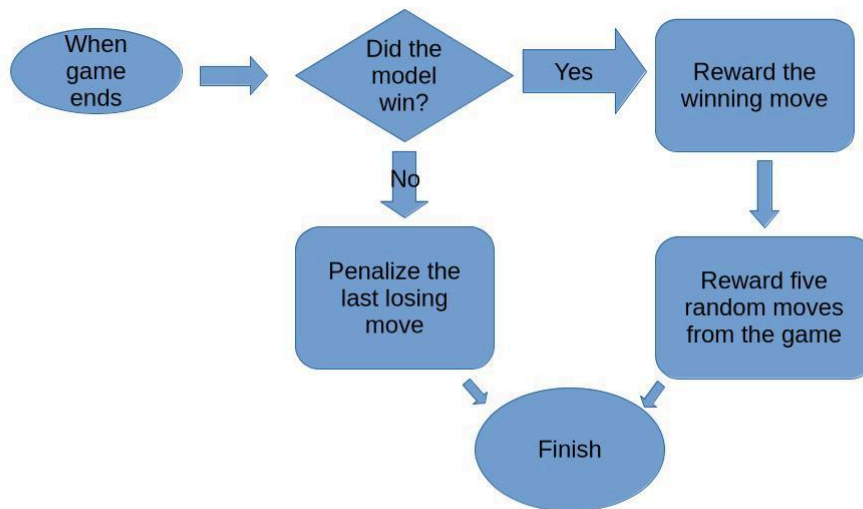 When
game
ends
Did the
model
win?
Yes
Reward the
winning move
No
Penalize the
last losing
move
Reward five
random moves
from the game
Finish